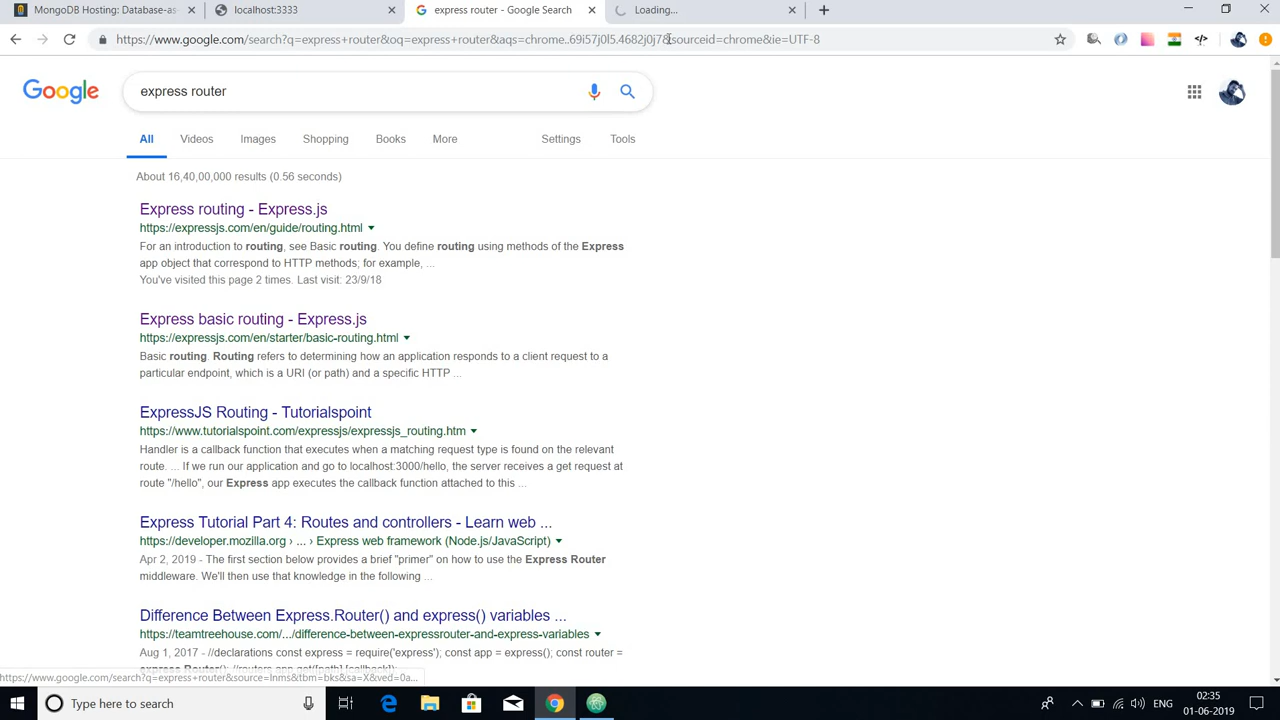 MongoDB Hosting: Database-as
localhost:3333
express router - Google Search
Loading...
https://www.google.com/search?q=express+router&oq=express+router&aqs=chrome..69i57j0l5.4682j0j7&sourceid=chrome&ie=UTF-8
Google
express router
All Videos Images Shopping Books More Settings Tools
About 16,40,00,000 results (0.56 seconds)
Express routing - Express.js
https://expressjs.com/en/guide/routing.html
For an introduction to routing, see Basic routing. You define routing using methods of the Express
app object that correspond to HTTP methods; for example, ...
You've visited this page 2 times. Last visit: 23/9/18
Express basic routing - Express.js
https://expressjs.com/en/starter/basic-routing.html
Basic routing. Routing refers to determining how an application responds to a client request to a
particular endpoint, which is a URI (or path) and a specific HTTP ...
ExpressJS Routing - Tutorialspoint
https://www.tutorialspoint.com/expressjs/expressjs_routing.htm
Handler is a callback function that executes when a matching request type is found on the relevant
route. ... If we run our application and go to localhost:3000/hello, the server receives a get request at
route "/hello", our Express app executes the callback function attached to this ...
Express Tutorial Part 4: Routes and controllers - Learn web ...
https://developer.mozilla.org › ... › Express web framework (Node.js/JavaScript)
Apr 2, 2019 - The first section below provides a brief "primer" on how to use the Express Router
middleware. We'll then use that knowledge in the following ...
Difference Between Express.Router() and express() variables ...
https://teamtreehouse.com/.../difference-between-expressrouter-and-express-variables
Aug 1, 2017 - //declarations const express = require('express'); const app = express(); const router =
express.Router(); //routers app.get([path],[callback]);
https://www.google.com/search?q=express+router&source=lnms&tbm=bks&sa=X&ved=0a...
Type here to search
ENG
02:35
01-06-2019